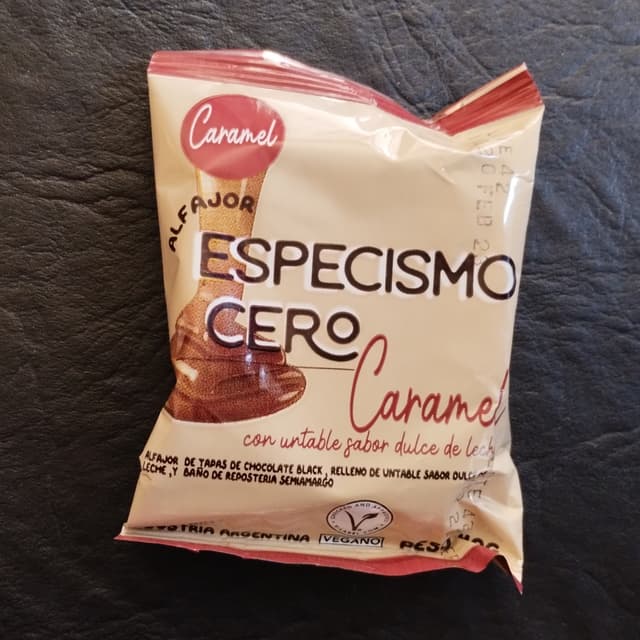 Caramel
ALFAJOR
ESPECISMO
CERO
Caramel
con untable sabor dulce de lech
ALFAJOR DE TAPAS DE CHOCOLATE BLACK, RELLENO DE UNTABLE SABOR
LECHE, Y BAÑO DE REPOSTERIA SEMIAMARGO
ARGENTINA
VEGANO